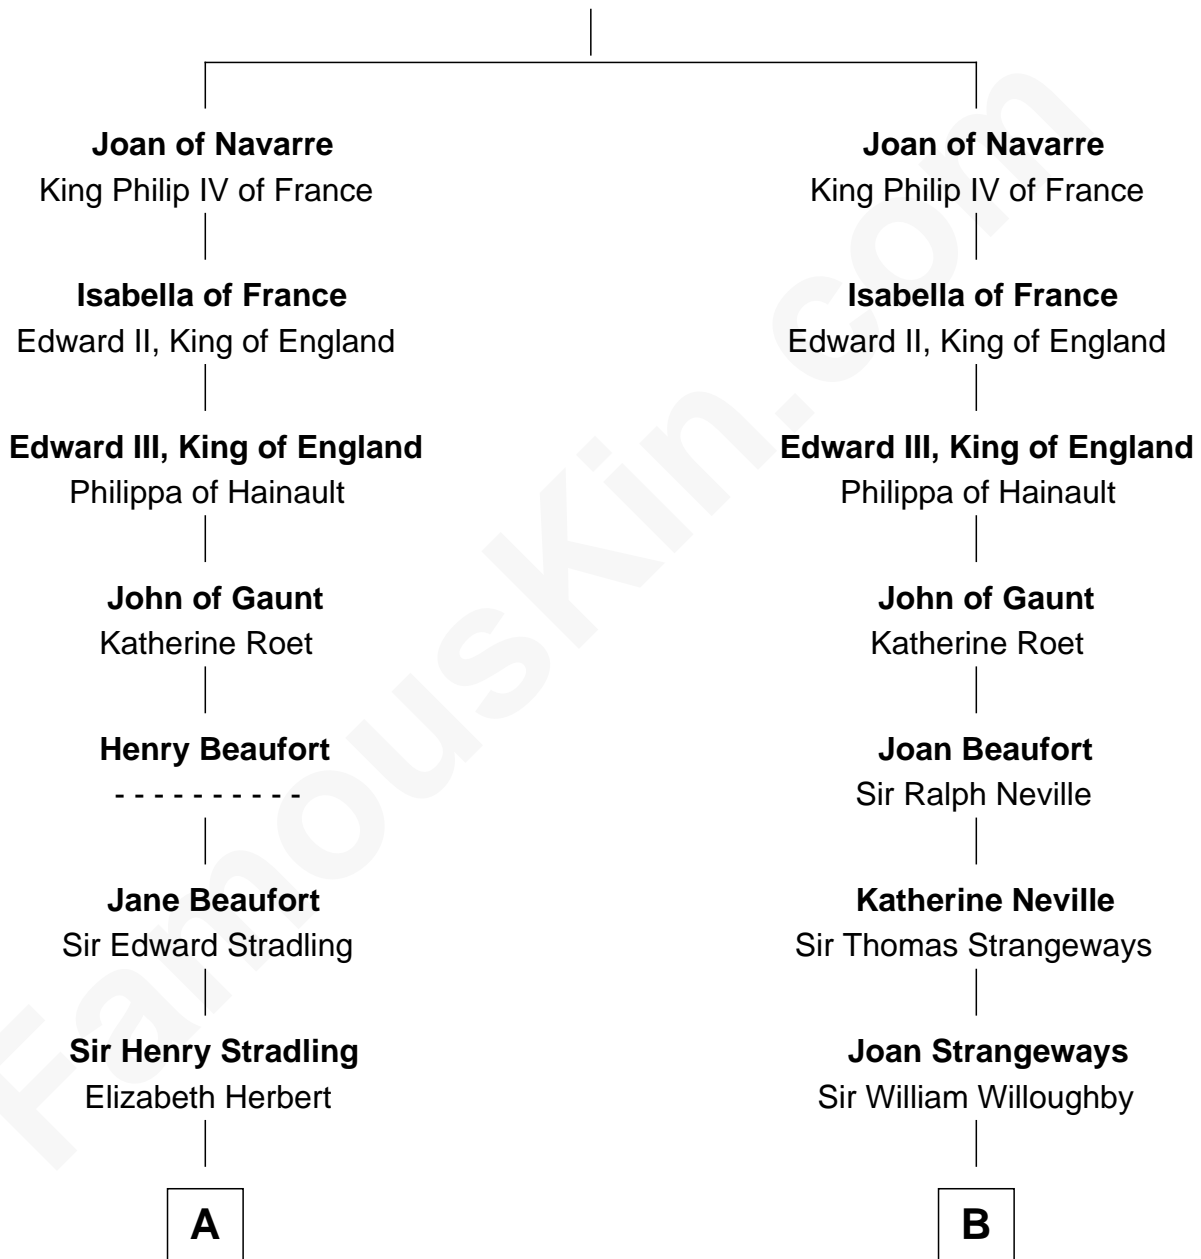 Joan of Navarre
King Philip IV of France
Isabella of France
Edward II, King of England
Edward III, King of England
Philippa of Hainault
John of Gaunt
Katherine Roet
Henry Beaufort
- - - - - - - - - -
Jane Beaufort
Sir Edward Stradling
Sir Henry Stradling
Elizabeth Herbert
A
Joan of Navarre
King Philip IV of France
Isabella of France
Edward II, King of England
Edward III, King of England
Philippa of Hainault
John of Gaunt
Katherine Roet
Joan Beaufort
Sir Ralph Neville
Katherine Neville
Sir Thomas Strangeways
Joan Strangeways
Sir William Willoughby
B
FamousKin.com